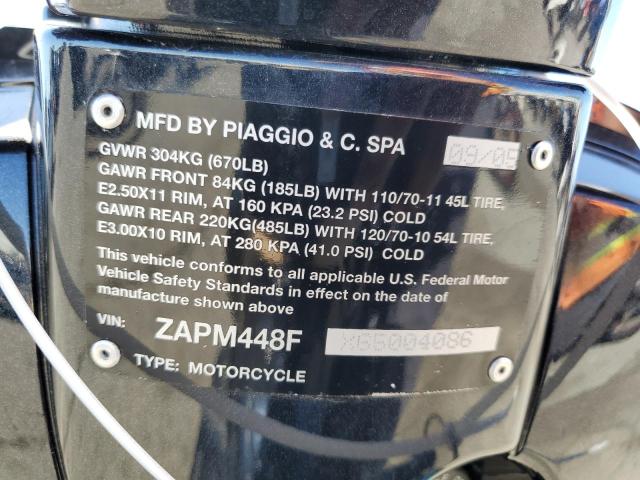 MFD BY PIAGGIO & C. SPA 09/05
GVWR 304KG (670LB)
GAWR FRONT 84KG (185LB) WITH 110/70-11 45L TIRE,
E2.50X11 RIM, AT 160 KPA (23.2 PSI) COLD
GAWR REAR 220KG(485LB) WITH 120/70-10 54L TIRE,
E3.00X10 RIM, AT 280 KPA (41.0 PSI) COLD
This vehicle conforms to all applicable U.S. Federal Motor
Vehicle Safety Standards in effect on the date of
manufacture shown above
VIN: ZAPM448F X65004086
TYPE: MOTORCYCLE